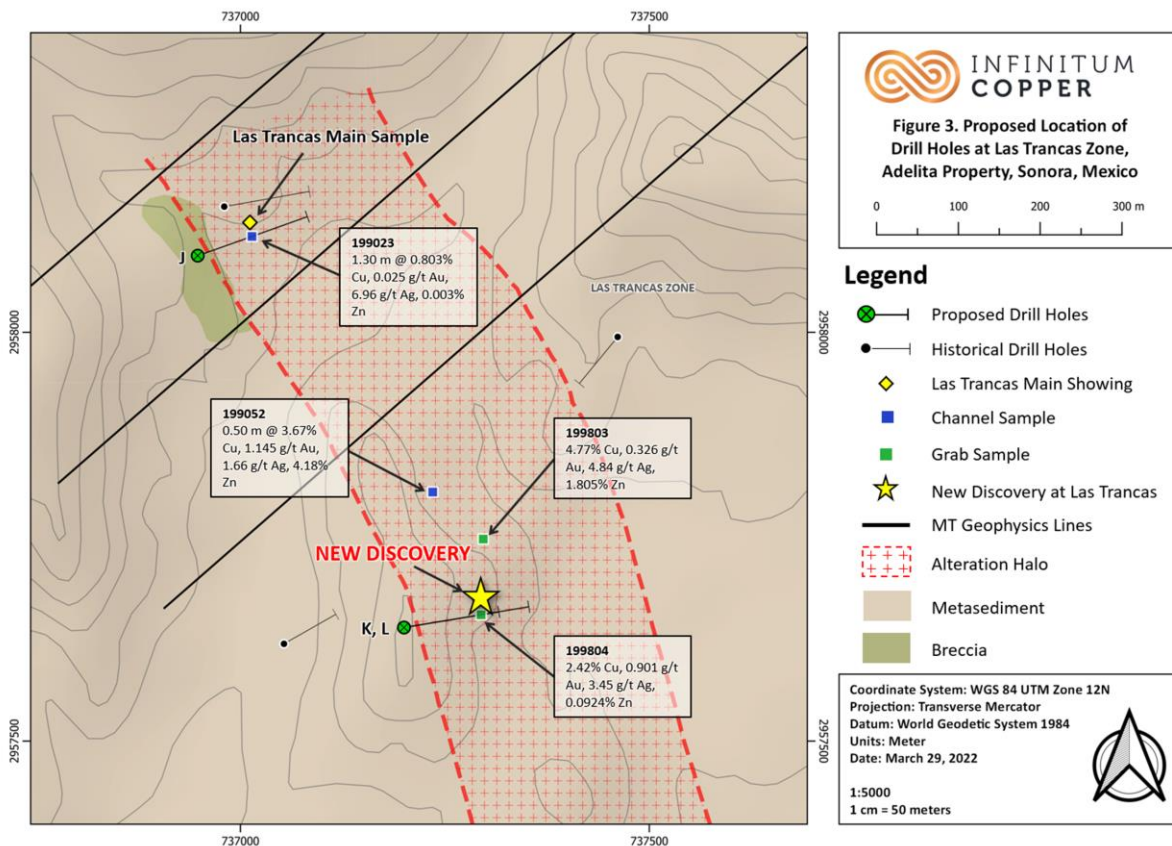 737000
737500
Las Trancas Main Sample
J
199023
1.30 m @ 0.803%
Cu, 0.025 g/t Au,
6.96 g/t Ag, 0.003%
Zn
LAS TRANCAS ZONE
2958000
2958000
199052
0.50 m @ 3.67%
Cu, 1.145 g/t Au,
1.66 g/t Ag, 4.18%
Zn
199803
4.77% Cu, 0.326 g/t
Au, 4.84 g/t Ag,
1.805% Zn
NEW DISCOVERY
K, L
199804
2.42% Cu, 0.901 g/t
Au, 3.45 g/t Ag,
0.0924% Zn
2957500
2957500
737000
737500
INFINITUM
COPPER
Figure 3. Proposed Location of
Drill Holes at Las Trancas Zone,
Adelita Property, Sonora, Mexico
0 100 200 300 m
Legend
Proposed Drill Holes
Historical Drill Holes
Las Trancas Main Showing
Channel Sample
Grab Sample
New Discovery at Las Trancas
MT Geophysics Lines
Alteration Halo
Metasediment
Breccia
Coordinate System: WGS 84 UTM Zone 12N
Projection: Transverse Mercator
Datum: World Geodetic System 1984
Units: Meter
Date: March 29, 2022
1:5000
1 cm = 50 meters